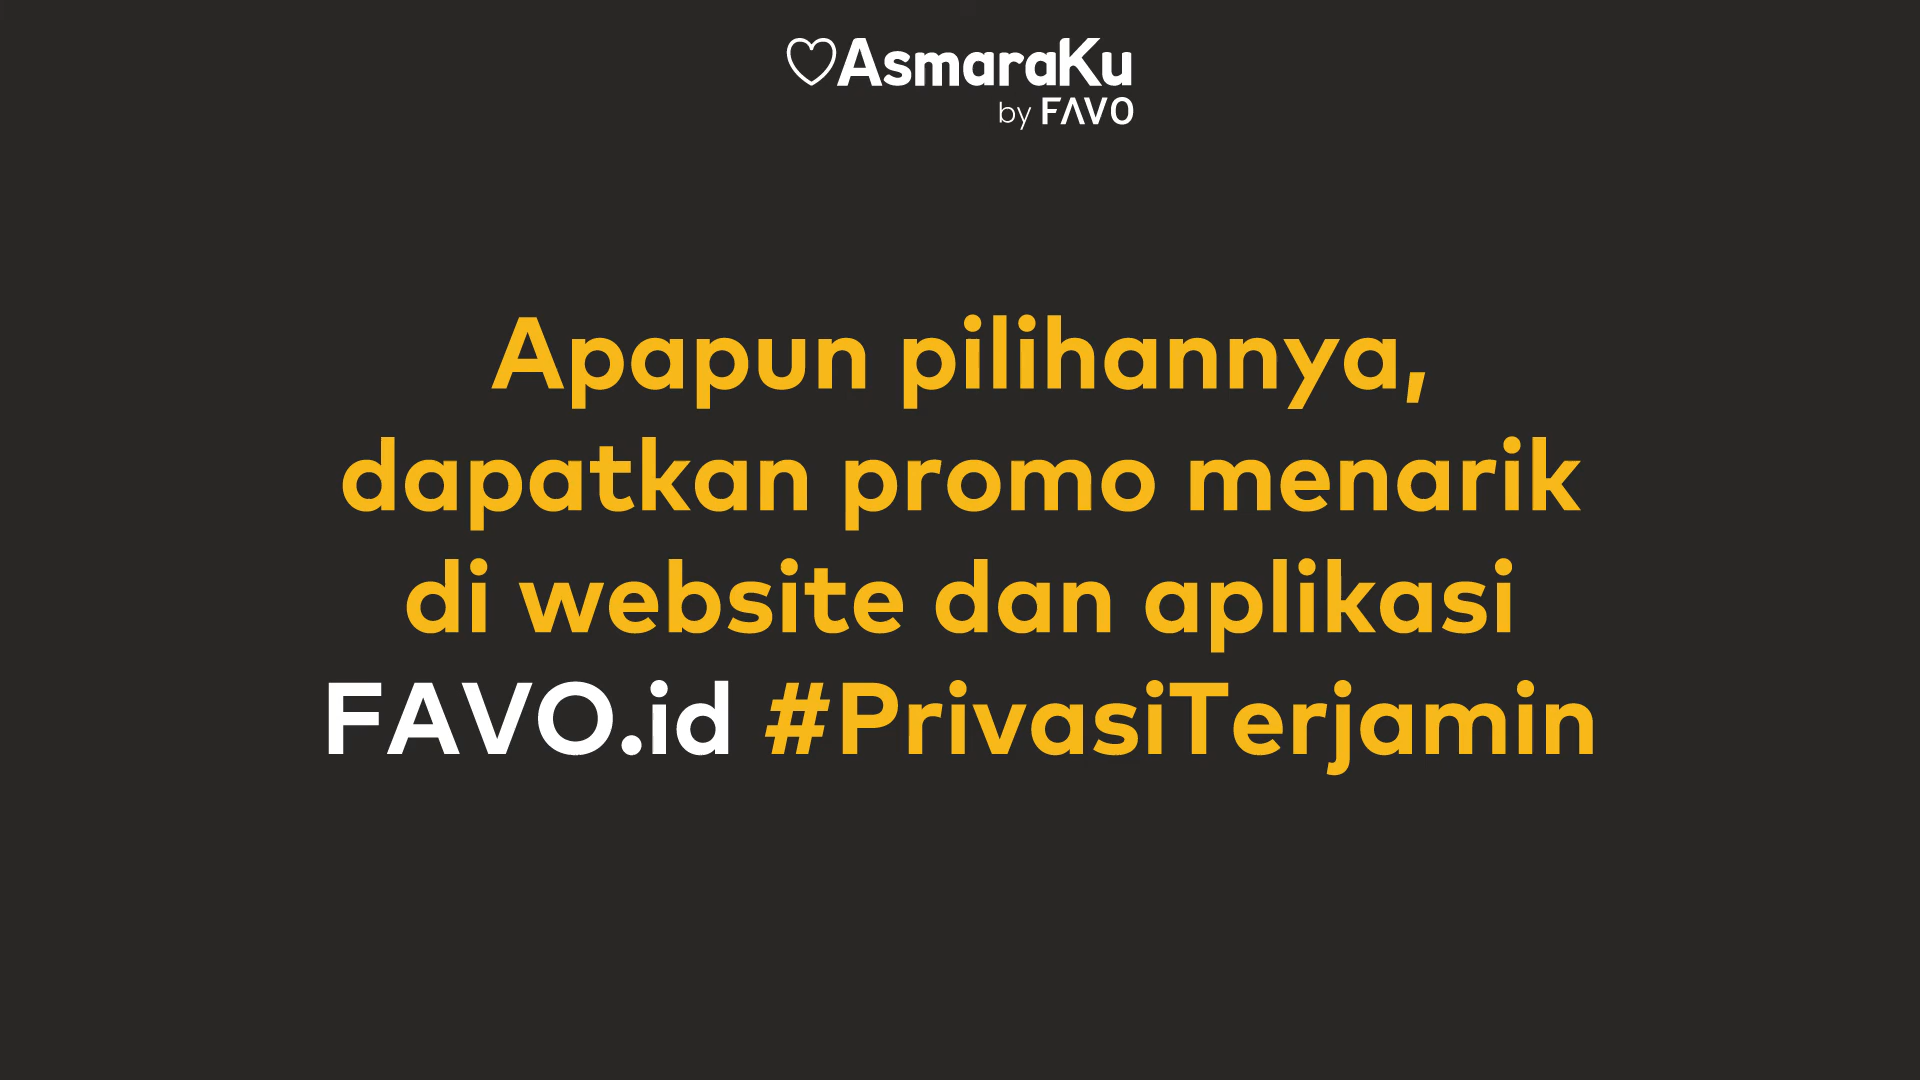 AsmaraKu
by FAVO
Apapun pilihannya,
dapatkan promo menarik
di website dan aplikasi
FAVO.id #PrivasiTerjamin